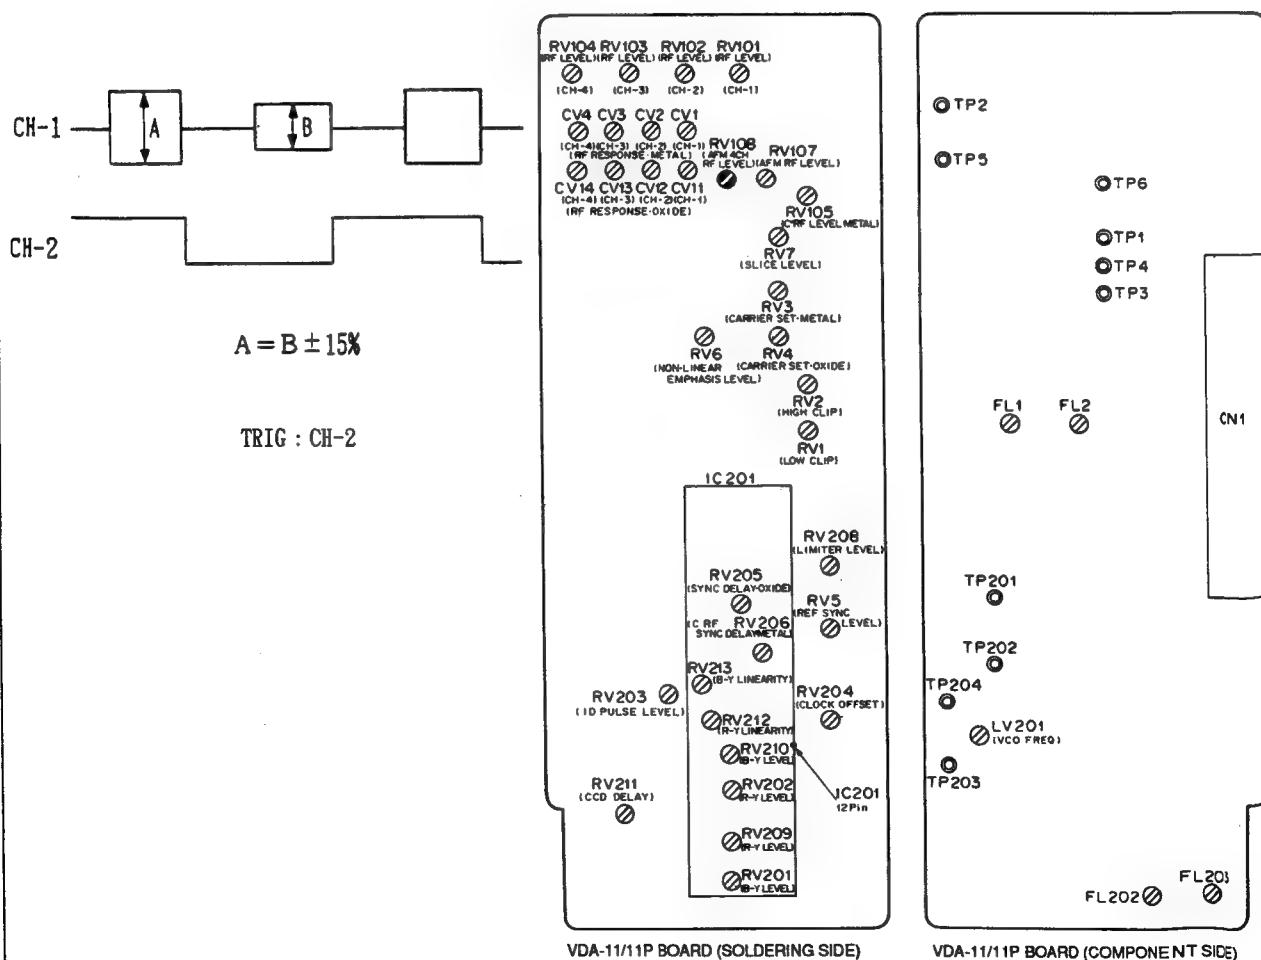 CH-1
A
B
CH-2
A = B ± 15%
TRIG : CH-2
RV104 RV103 RV102 RV101
(RF LEVEL) (RF LEVEL) (RF LEVEL) (RF LEVEL)
(CH-4) (CH-3) (CH-2) (CH-1)
CV4 CV3 CV2 CV1
(CH-4) (CH-3) (CH-2) (CH-1)
(RF RESPONSE-METAL)
RV108
(AFM 4CH
RF LEVEL)
RV107
(AFM RF LEVEL)
CV14 CV13 CV12 CV11
(CH-4) (CH-3) (CH-2) (CH-1)
(RF RESPONSE-OXIDE)
RV105
(C RF LEVEL METAL)
RV7
(SLICE LEVEL)
RV3
(CARRIER SET-METAL)
RV6
(NON-LINEAR
EMPHASIS LEVEL)
RV4
(CARRIER SET-OXIDE)
RV2
(HIGH CLIP)
RV1
(LOW CLIP)
IC201
RV208
(LIMITER LEVEL)
RV205
(SYNC DELAY-OXIDE)
RV5
(REF SYNC
LEVEL)
RV206
(C RF
SYNC DELAY METAL)
RV213
(B-Y LINEARITY)
RV203
(ID PULSE LEVEL)
RV204
(CLOCK OFFSET)
RV212
(R-Y LINEARITY)
RV210
(B-Y LEVEL)
RV211
(CCD DELAY)
RV202
(R-Y LEVEL)
IC201
12Pin
RV209
(R-Y LEVEL)
RV201
(B-Y LEVEL)
VDA-11/11P BOARD (SOLDERING SIDE)
TP2
TP5
TP6
TP1
TP4
TP3
FL1 FL2
CN1
TP201
TP202
TP204
LV201
(VCO FREQ)
TP203
FL202
FL203
VDA-11/11P BOARD (COMPONENT SIDE)